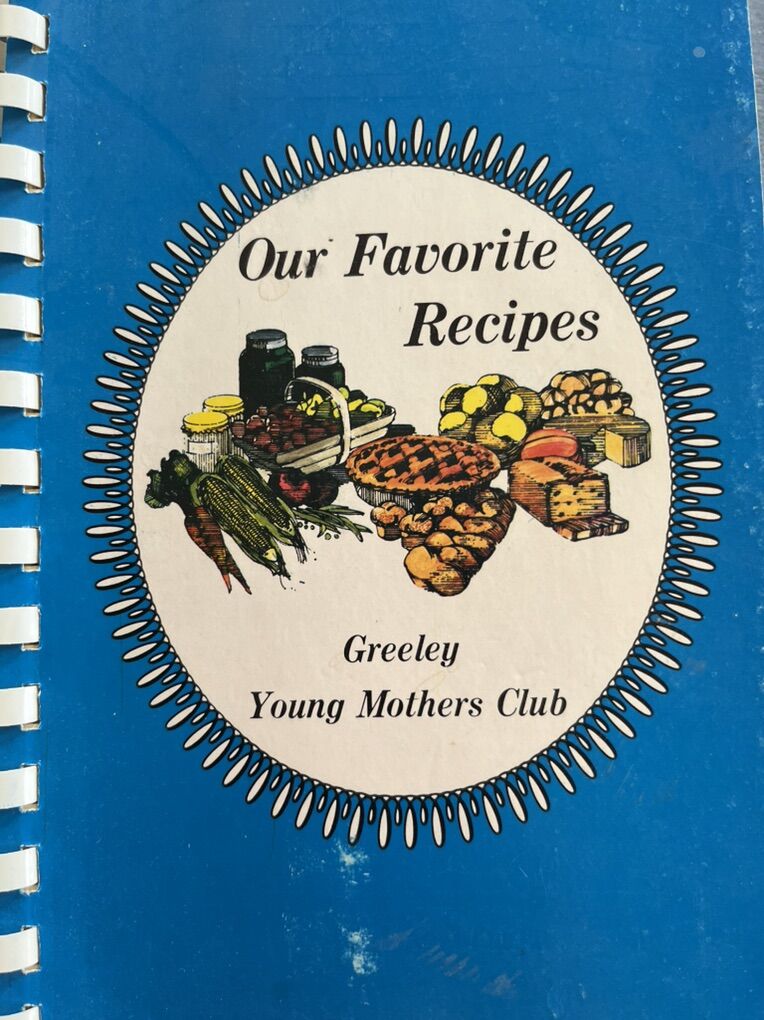 Our Favorite
Recipes
Greeley
Young Mothers Club